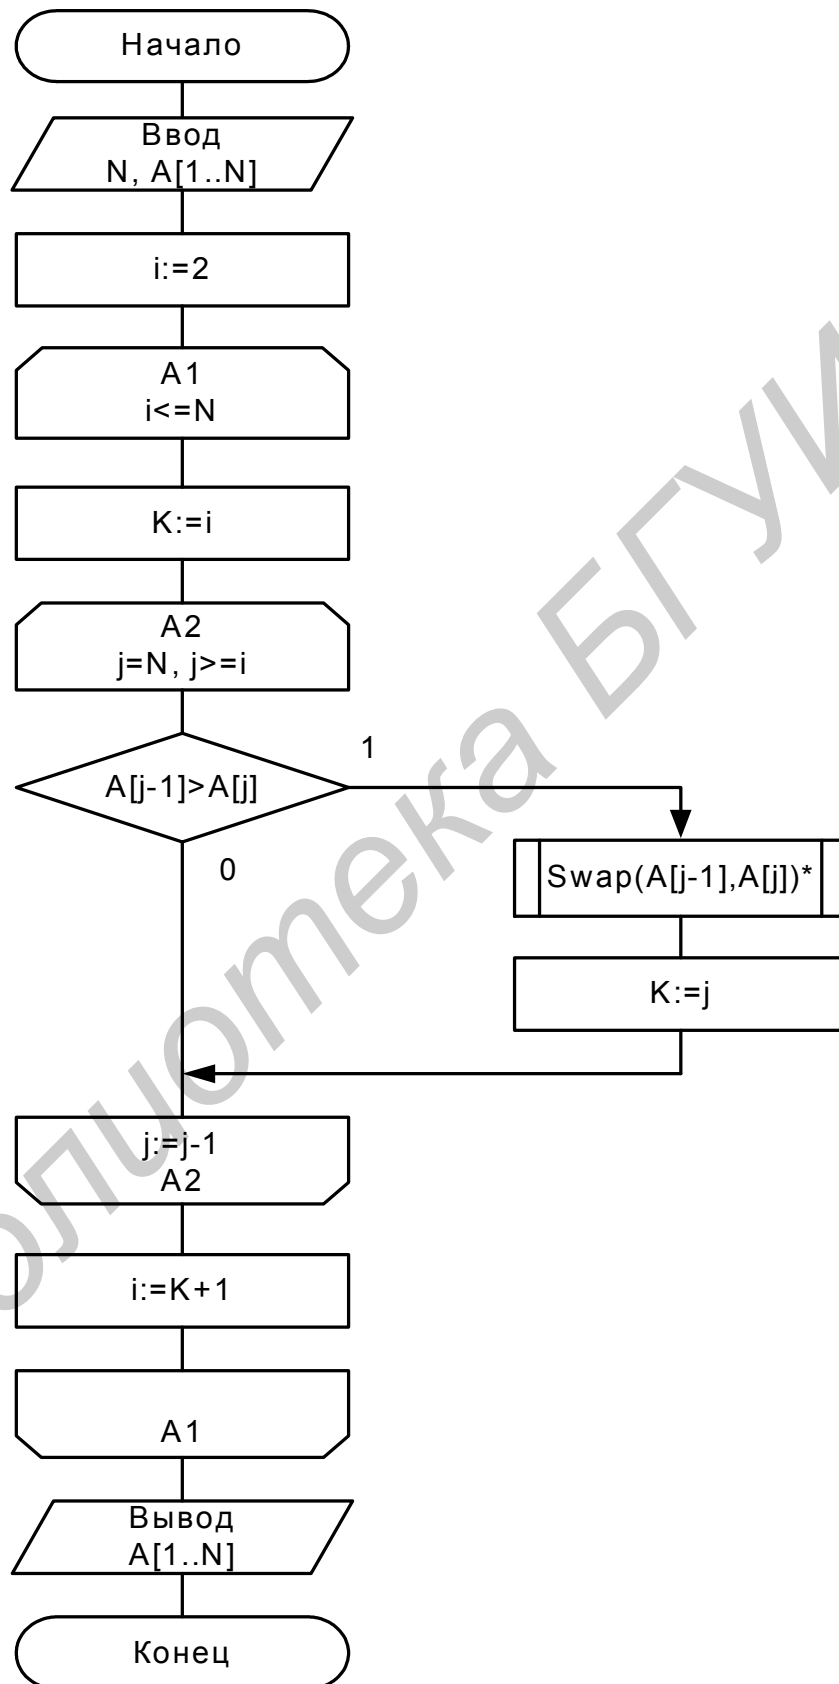 Начало
Ввод
N, A[1..N]
i:=2
A1
i<=N
K:=i
A2
j=N, j>=i
A[j-1]>A[j]
1
0
Swap(A[j-1],A[j])*
K:=j
j:=j-1
A2
i:=K+1
A1
Вывод
A[1..N]
Конец